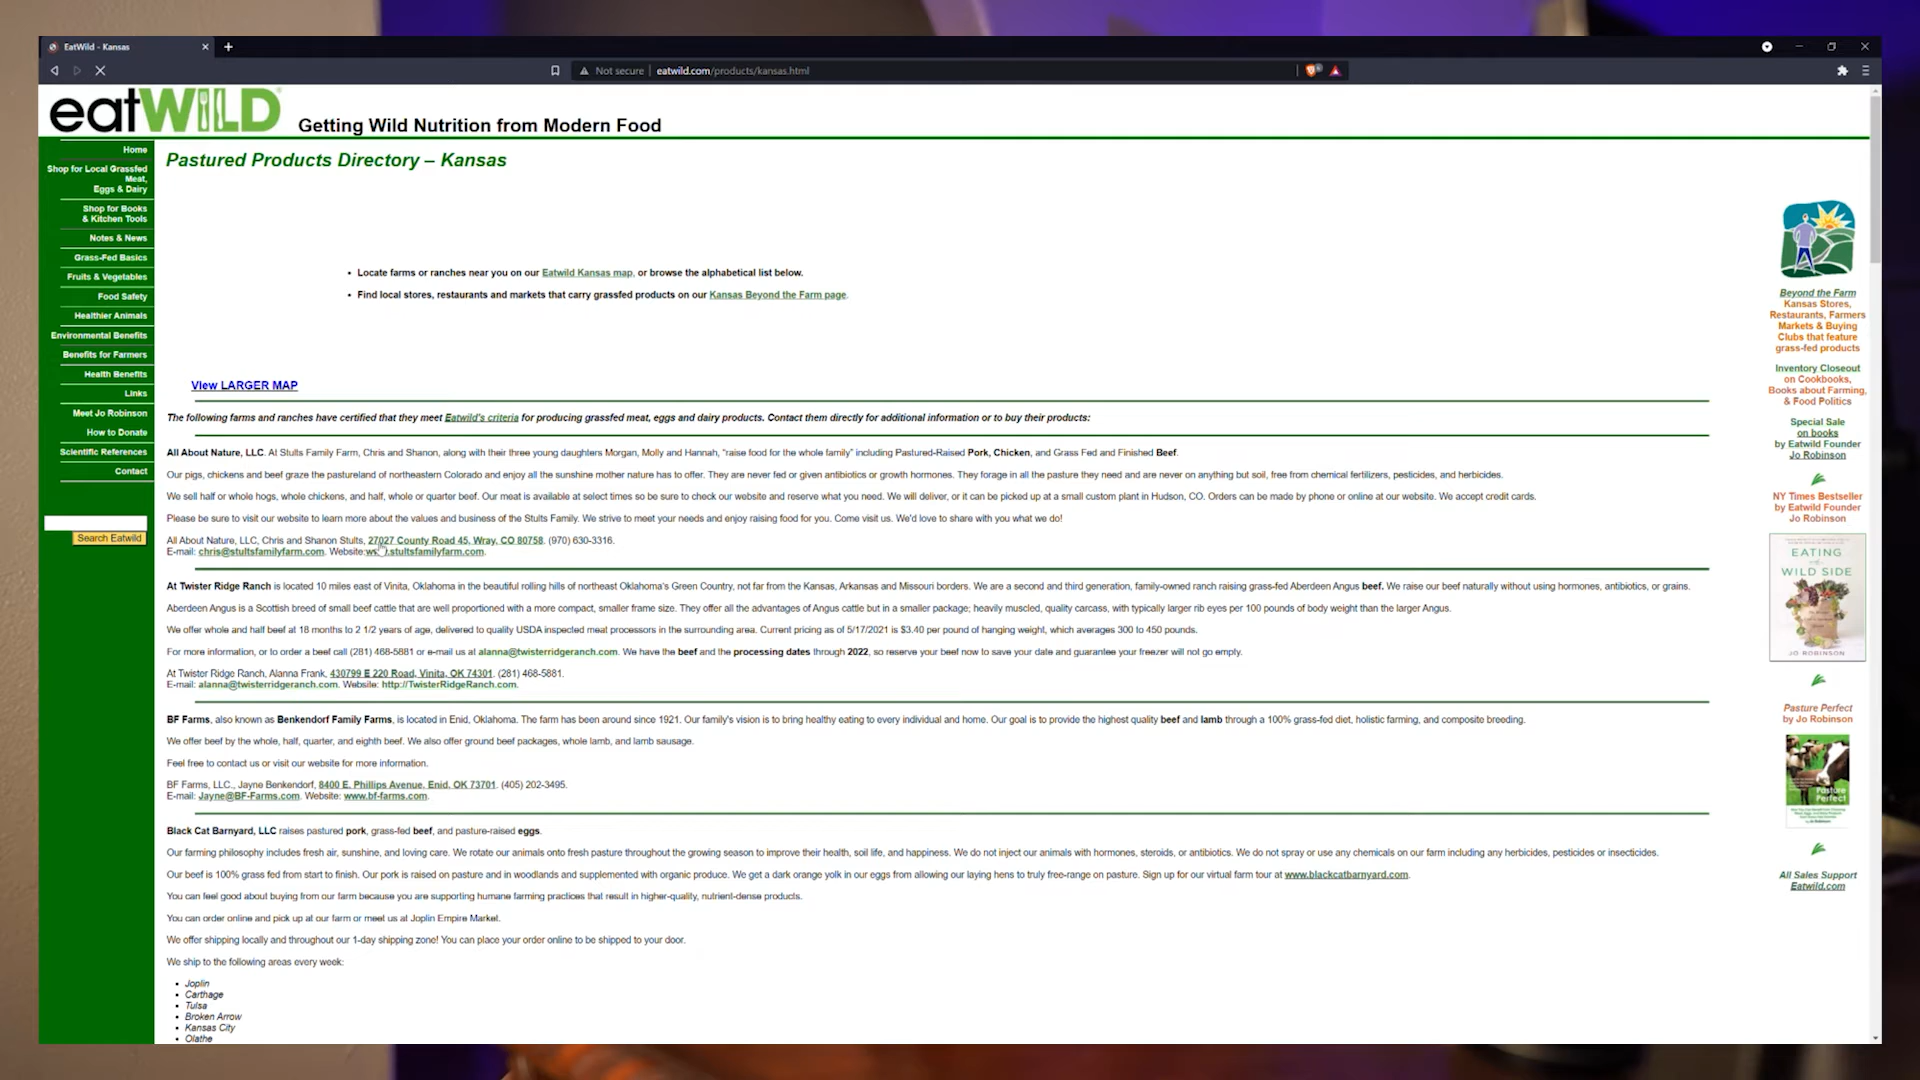 EatWild - Kansas
Not secure eatwild.com/products/kansas.html
eatWILD
Getting Wild Nutrition from Modern Food
Home
Shop for Local Grassfed
Meat,
Eggs & Dairy
Shop for Books
& Kitchen Tools
Notes & News
Grass-Fed Basics
Fruits & Vegetables
Food Safety
Healthier Animals
Environmental Benefits
Benefits for Farmers
Health Benefits
Links
Meet Jo Robinson
How to Donate
Scientific References
Contact
Search Eatwild
Pastured Products Directory – Kansas
• Locate farms or ranches near you on our Eatwild Kansas map, or browse the alphabetical list below.
• Find local stores, restaurants and markets that carry grassfed products on our Kansas Beyond the Farm page.
View LARGER MAP
The following farms and ranches have certified that they meet Eatwild's criteria for producing grassfed meat, eggs and dairy products. Contact them directly for additional information or to buy their products:
All About Nature, LLC. At Stults Family Farm, Chris and Shanon, along with their three young daughters Morgan, Molly and Hannah, "raise food for the whole family" including Pastured-Raised Pork, Chicken, and Grass Fed and Finished Beef.
Our pigs, chickens and beef graze the pastureland of northeastern Colorado and enjoy all the sunshine mother nature has to offer. They are never fed or given antibiotics or growth hormones. They forage in all the pasture they need and are never on anything but soil, free from chemical fertilizers, pesticides, and herbicides.
We sell half or whole hogs, whole chickens, and half, whole or quarter beef. Our meat is available at select times so be sure to check our website and reserve what you need. We will deliver, or it can be picked up at a small custom plant in Hudson, CO. Orders can be made by phone or online at our website. We accept credit cards.
Please be sure to visit our website to learn more about the values and business of the Stults Family. We strive to meet your needs and enjoy raising food for you. Come visit us. We'd love to share with you what we do!
All About Nature, LLC, Chris and Shanon Stults, 27027 County Road 45, Wray, CO 80758. (970) 630-3316.
E-mail: chris@stultsfamilyfarm.com. Website: .stultsfamilyfarm.com.
At Twister Ridge Ranch is located 10 miles east of Vinita, Oklahoma in the beautiful rolling hills of northeast Oklahoma's Green Country, not far from the Kansas, Arkansas and Missouri borders. We are a second and third generation, family-owned ranch raising grass-fed Aberdeen Angus beef. We raise our beef naturally without using hormones, antibiotics, or grains.
Aberdeen Angus is a Scottish breed of small beef cattle that are well proportioned with a more compact, smaller frame size. They offer all the advantages of Angus cattle but in a smaller package; heavily muscled, quality carcass, with typically larger rib eyes per 100 pounds of body weight than the larger Angus.
We offer whole and half beef at 18 months to 2 1/2 years of age, delivered to quality USDA inspected meat processors in the surrounding area. Current pricing as of 5/17/2021 is $3.40 per pound of hanging weight, which averages 300 to 450 pounds.
For more information, or to order a beef call (281) 468-5881 or e-mail us at alanna@twisterridgeranch.com. We have the beef and the processing dates through 2022, so reserve your beef now to save your date and guarantee your freezer will not go empty.
At Twister Ridge Ranch, Alanna Frank, 430799 E 220 Road, Vinita, OK 74301. (281) 468-5881.
E-mail: alanna@twisterridgeranch.com. Website: http://TwisterRidgeRanch.com.
BF Farms, also known as Benkendorf Family Farms, is located in Enid, Oklahoma. The farm has been around since 1921. Our family's vision is to bring healthy eating to every individual and home. Our goal is to provide the highest quality beef and lamb through a 100% grass-fed diet, holistic farming, and composite breeding.
We offer beef by the whole, half, quarter, and eighth beef. We also offer ground beef packages, whole lamb, and lamb sausage.
Feel free to contact us or visit our website for more information.
BF Farms, LLC., Jayne Benkendorf, 8400 E. Phillips Avenue, Enid, OK 73701. (405) 202-3495.
E-mail: Jayne@BF-Farms.com. Website: www.bf-farms.com.
Black Cat Barnyard, LLC raises pastured pork, grass-fed beef, and pasture-raised eggs.
Our farming philosophy includes fresh air, sunshine, and loving care. We rotate our animals onto fresh pasture throughout the growing season to improve their health, soil life, and happiness. We do not inject our animals with hormones, steroids, or antibiotics. We do not spray or use any chemicals on our farm including any herbicides, pesticides or insecticides.
Our beef is 100% grass fed from start to finish. Our pork is raised on pasture and in woodlands and supplemented with organic produce. We get a dark orange yolk in our eggs from allowing our laying hens to truly free-range on pasture. Sign up for our virtual farm tour at www.blackcatbarnyard.com.
You can feel good about buying from our farm because you are supporting humane farming practices that result in higher-quality, nutrient-dense products.
You can order online and pick up at our farm or meet us at Joplin Empire Market.
We offer shipping locally and throughout our 1-day shipping zone! You can place your order online to be shipped to your door.
We ship to the following areas every week:
• Joplin
• Carthage
• Tulsa
• Broken Arrow
• Kansas City
• Olathe
Beyond the Farm
Kansas Stores,
Restaurants, Farmers
Markets & Buying
Clubs that feature
grass-fed products
Inventory Closeout
on Cookbooks,
Books about Farming,
& Food Politics
Special Sale
on books
by Eatwild Founder
Jo Robinson
NY Times Bestseller
by Eatwild Founder
Jo Robinson
EATING
WILD SIDE
JO ROBINSON
Pasture Perfect
by Jo Robinson
Pasture
Perfect
All Sales Support
Eatwild.com